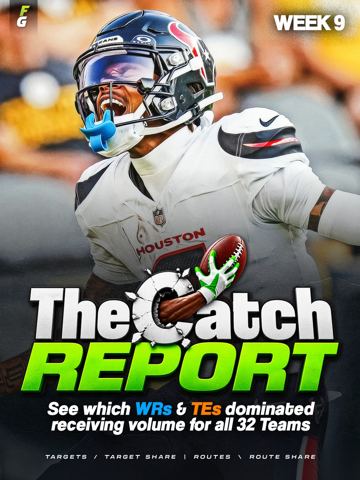 F
G
WEEK 9
TEXANS
HOUSTON
The Catch
REPORT
See which WRs & TEs dominated
receiving volume for all 32 Teams
TARGETS / TARGET SHARE | ROUTES \ ROUTE SHARE